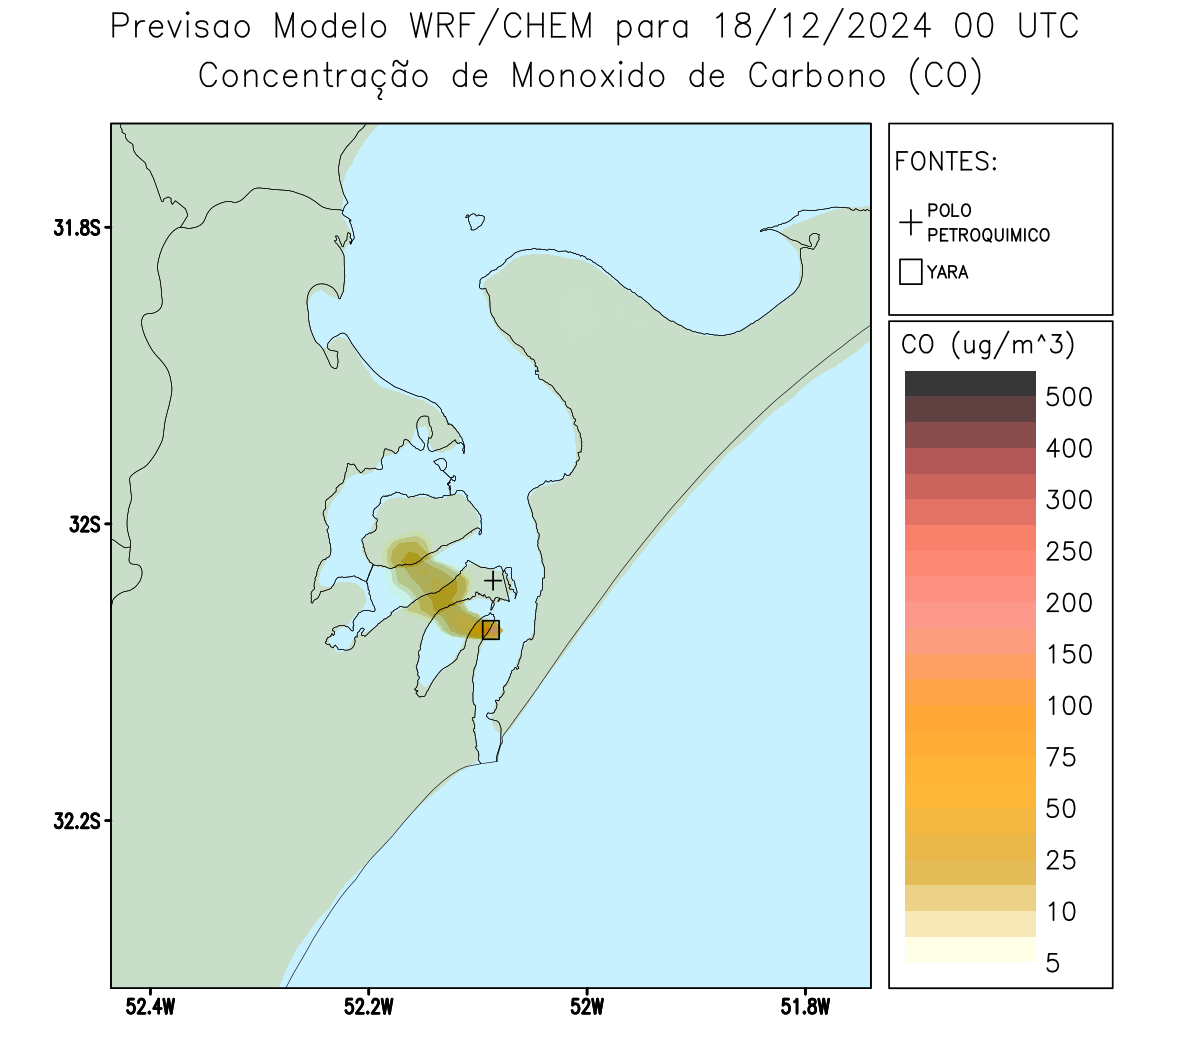 Previsao Modelo WRF/CHEM para 18/12/2024 00 UTC
Concentração de Monoxido de Carbono (CO)
FONTES:
POLO
PETROQUIMICO
YARA
CO (ug/m^3)
500
400
300
250
200
150
100
75
50
25
10
5
31.8S
32S
32.2S
52.4W
52.2W
52W
51.8W